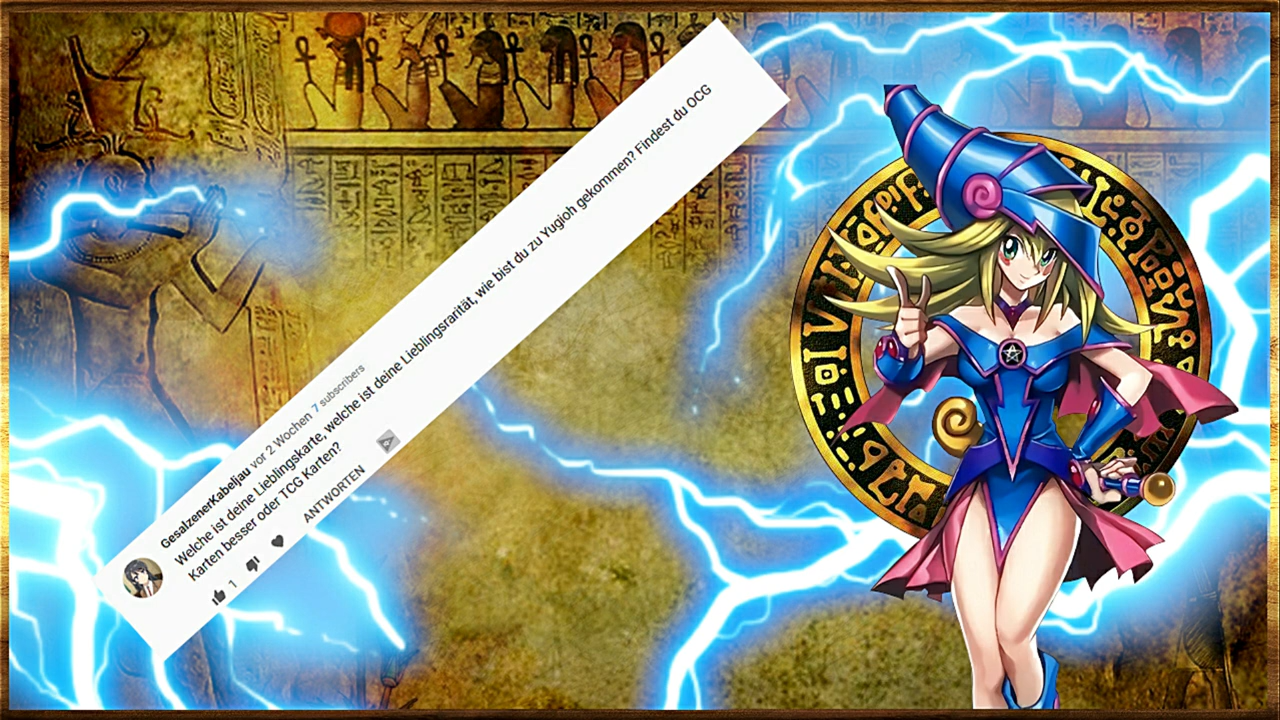 GesalzenerKabeljau vor 2 Wochen 7 subscribers
Welche ist deine Lieblingskarte, welche ist deine Lieblingsrarität, wie bist du zu Yugioh gekommen? Findest du OCG
Karten besser oder TCG Karten?
1 ANTWORTEN